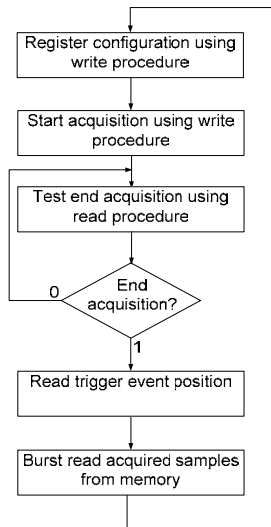 Register configuration using
write procedure
Start acquisition using write
procedure
Test end acquisition using
read procedure
End
acquisition?
0
1
Read trigger event position
Burst read acquired samples
from memory